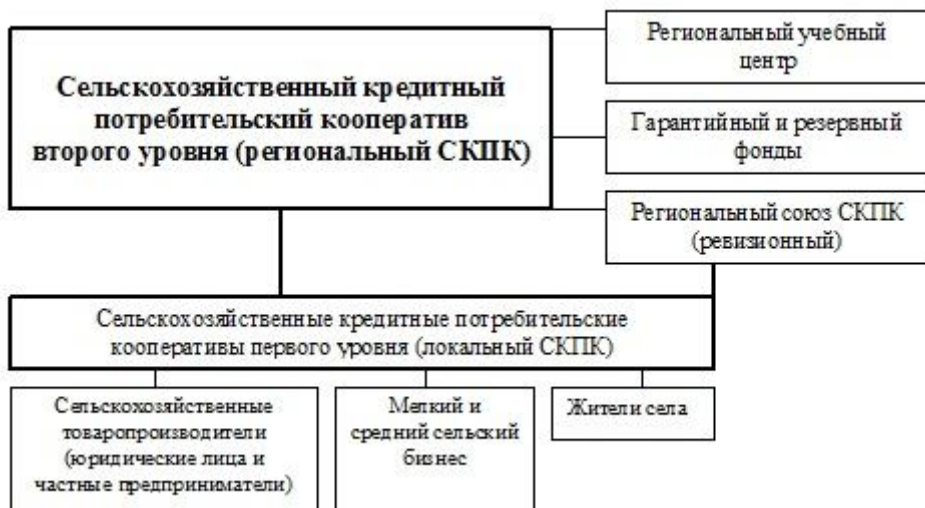 Сельскохозяйственный кредитный
потребительский кооператив
второго уровня (региональный СКПК)
Региональный учебный
центр
Гарантийный и резервный
фонды
Региональный союз СКПК
(ревизионный)
Сельскохозяйственные кредитные потребительские
кооперативы первого уровня (локальный СКПК)
Сельскохозяйственные
товаропроизводители
(юридические лица и
частные предприниматели)
Мелкий и
средний сельский
бизнес
Жители села